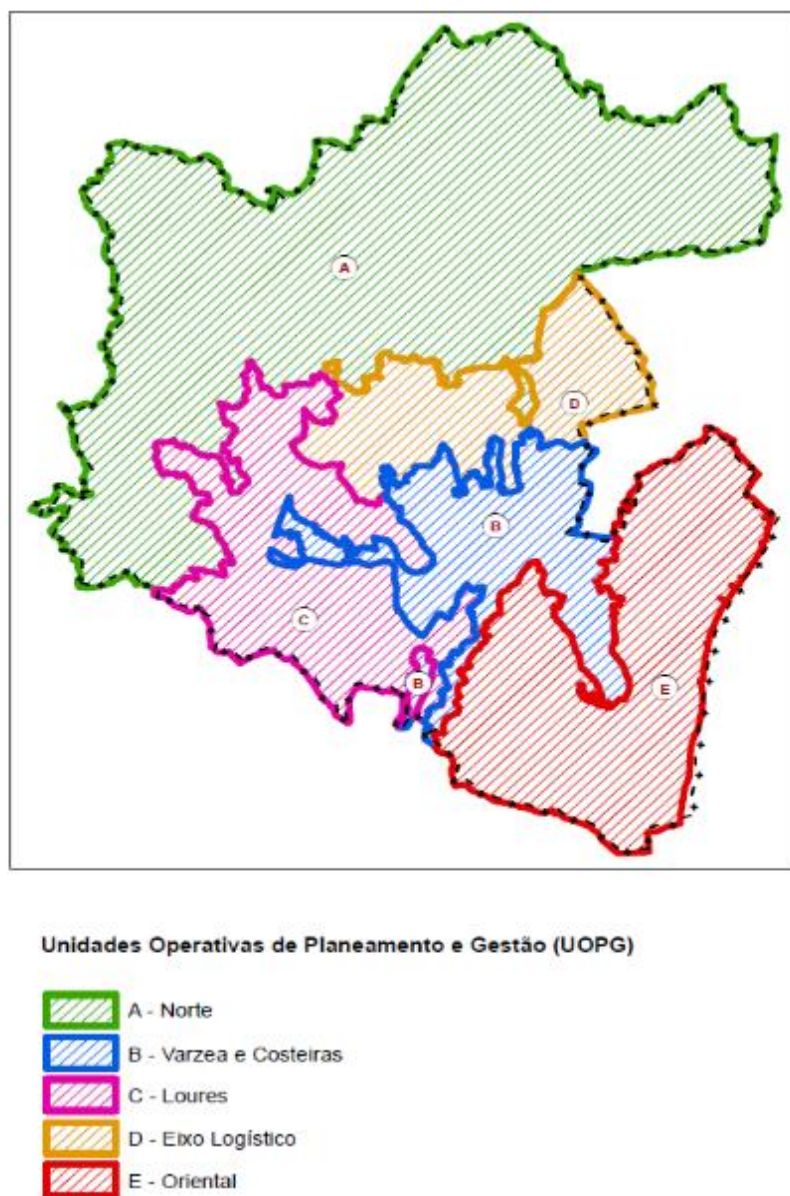 A
D
B
C
B
E
Unidades Operativas de Planeamento e Gestão (UOPG)
A - Norte
B - Varzea e Costeiras
C - Loures
D - Eixo Logístico
E - Oriental